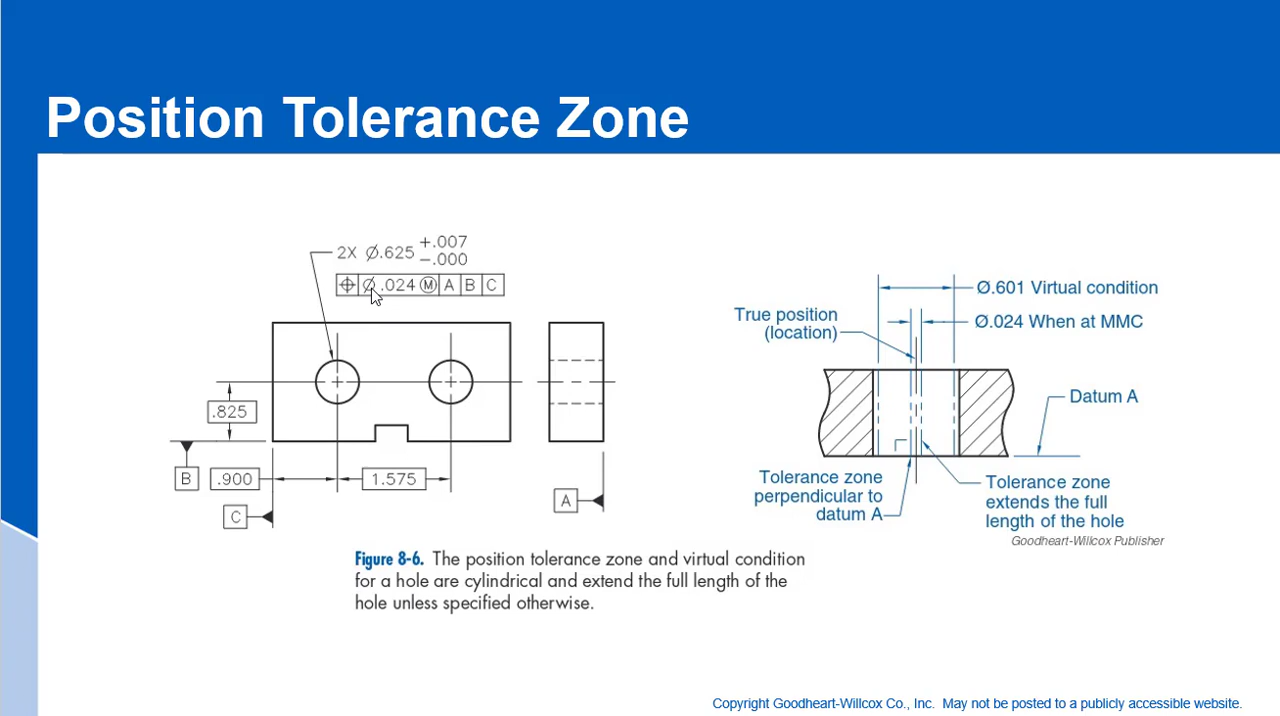 Position Tolerance Zone
2X Ø.625 +.007
−.000
⌖ Ø.024 Ⓜ A B C
.825
B
.900
1.575
C
A
Ø.601 Virtual condition
True position
(location)
Ø.024 When at MMC
Datum A
Tolerance zone
perpendicular to
datum A
Tolerance zone
extends the full
length of the hole
Goodheart-Willcox Publisher
Figure 8-6. The position tolerance zone and virtual condition
for a hole are cylindrical and extend the full length of the
hole unless specified otherwise.
Copyright Goodheart-Willcox Co., Inc. May not be posted to a publicly accessible website.